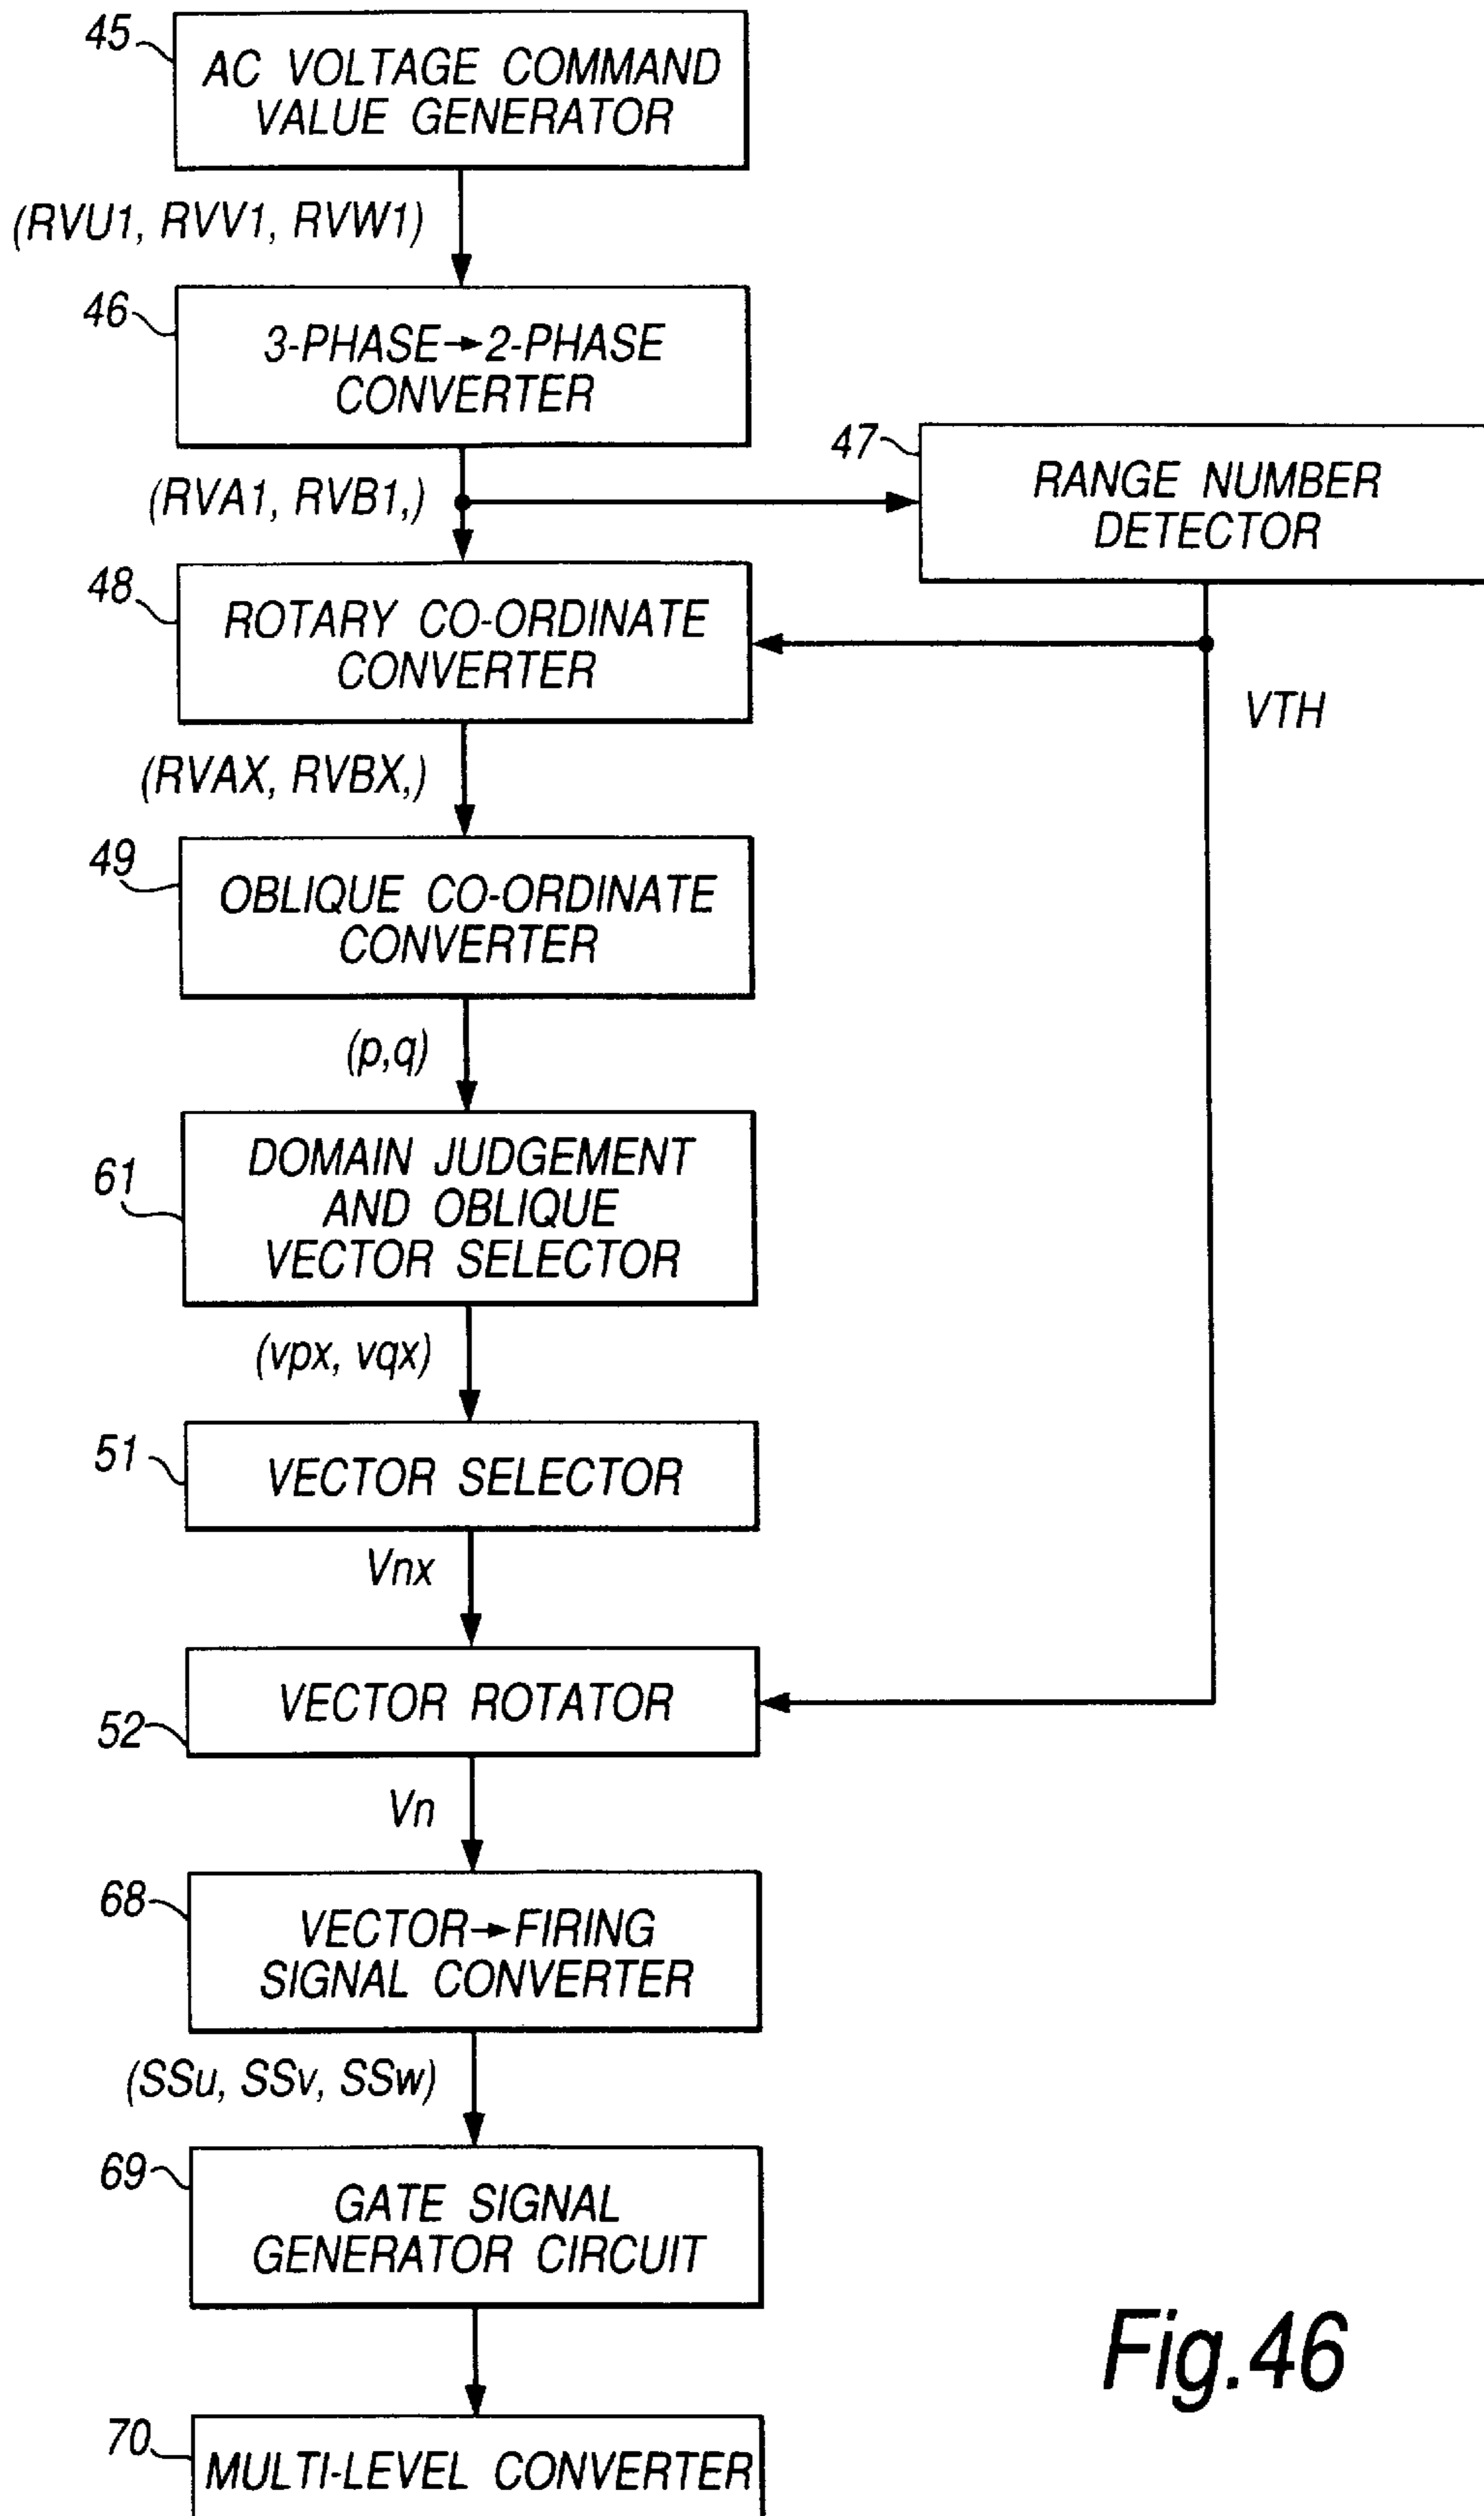 45
AC VOLTAGE COMMAND
VALUE GENERATOR
(RVU1, RVV1, RVW1)
46
3-PHASE→2-PHASE
CONVERTER
47
RANGE NUMBER
DETECTOR
(RVA1, RVB1,)
48
ROTARY CO-ORDINATE
CONVERTER
VTH
(RVAX, RVBX,)
49
OBLIQUE CO-ORDINATE
CONVERTER
(p,q)
61
DOMAIN JUDGEMENT
AND OBLIQUE
VECTOR SELECTOR
(vpx, vqx)
51
VECTOR SELECTOR
Vnx
52
VECTOR ROTATOR
Vn
68
VECTOR→FIRING
SIGNAL CONVERTER
(SSu, SSv, SSw)
69
GATE SIGNAL
GENERATOR CIRCUIT
70
MULTI-LEVEL CONVERTER
Fig.46